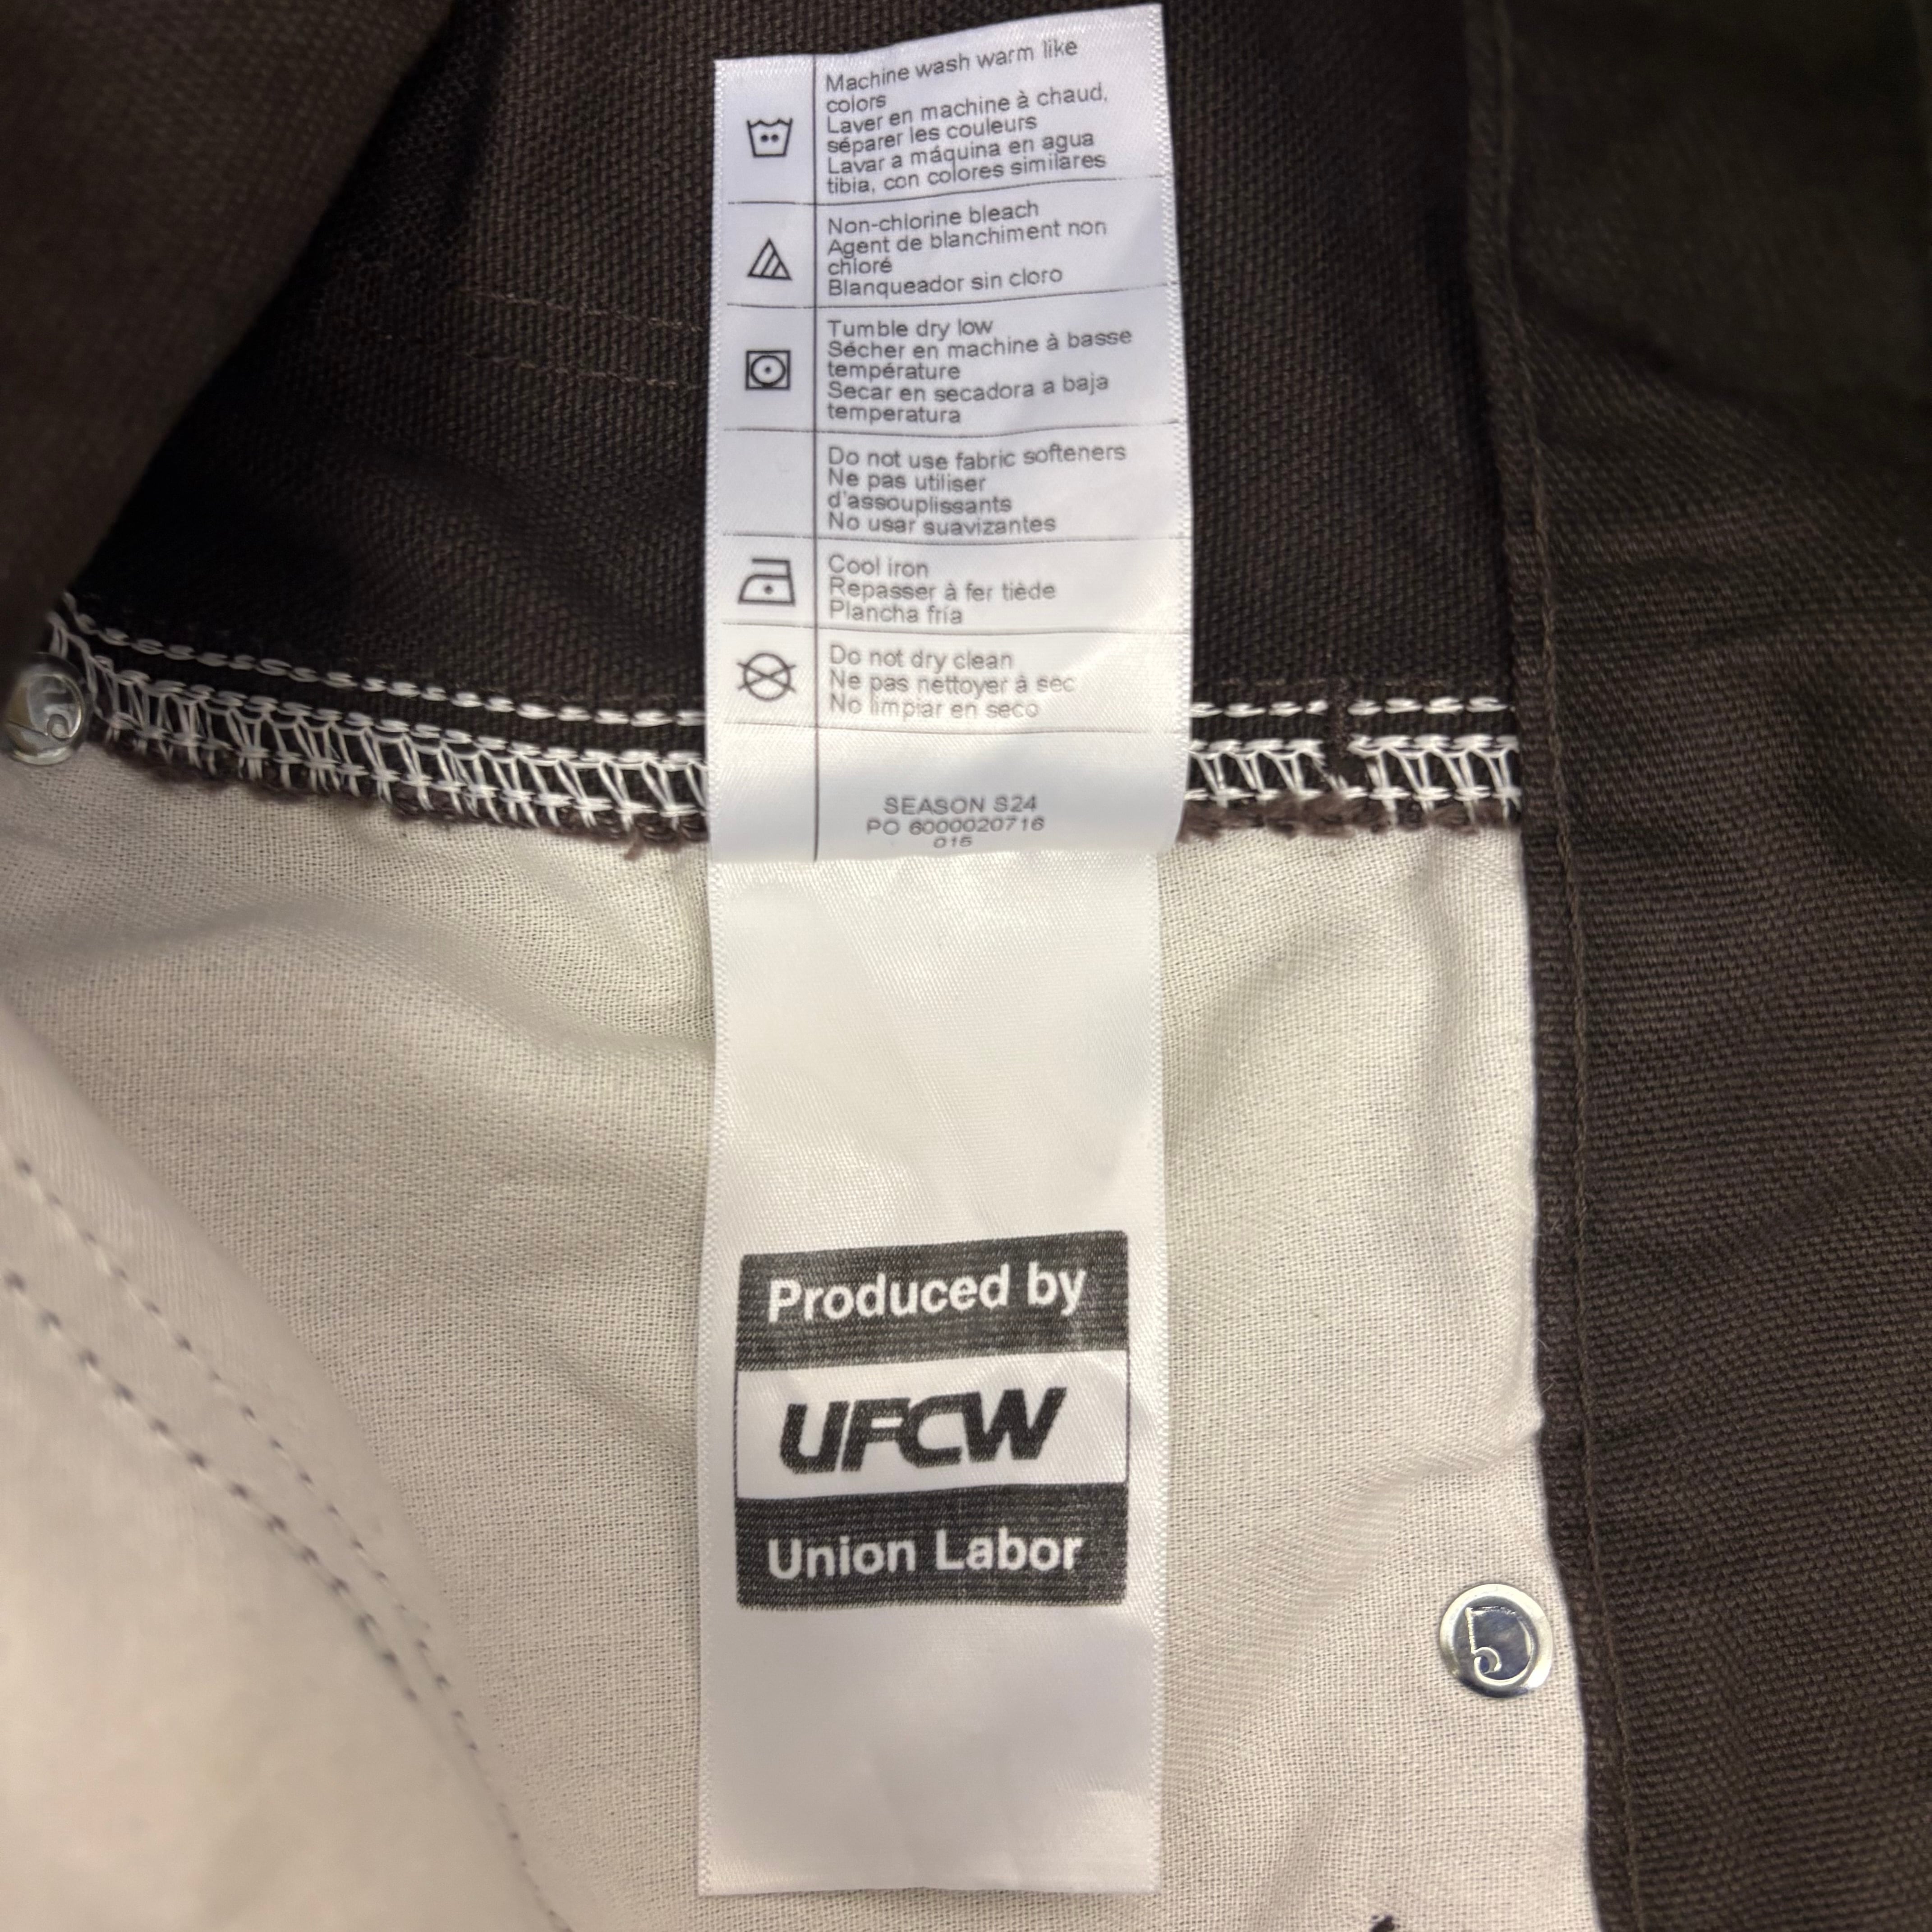 Machine wash warm like
colors
Laver en machine à chaud,
séparer les couleurs
Lavar a máquina en agua
tibia, con colores similares
Non-chlorine bleach
Agent de blanchiment non
chloré
Blanqueador sin cloro
Tumble dry low
Sécher en machine à basse
température
Secar en secadora a baja
temperatura
Do not use fabric softeners
Ne pas utiliser
d'assouplissants
No usar suavizantes
Cool iron
Repasser à fer tiède
Plancha fría
Do not dry clean
Ne pas nettoyer à sec
No limpiar en seco
SEASON S24
PO 6000020716
015
Produced by
UFCW
Union Labor
5
5